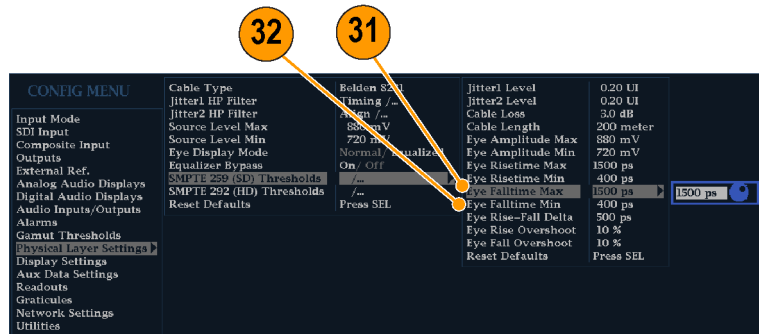 32
31
CONFIG MENU
Input Mode
SDI Input
Composite Input
Outputs
External Ref.
Analog Audio Displays
Digital Audio Displays
Audio Inputs/Outputs
Alarms
Gamut Thresholds
Physical Layer Settings
Display Settings
Aux Data Settings
Readouts
Graticules
Network Settings
Utilities
Cable Type Belden
Jitter1 HP Filter Timing /...
Jitter2 HP Filter /...
Source Level Max 880 mV
Source Level Min 720 mV
Eye Display Mode Normal/ Equalized
Equalizer Bypass On/ Off
SMPTE 259 (SD) Thresholds /...
SMPTE 292 (HD) Thresholds /...
Reset Defaults Press SEL
Jitter1 Level 0.20 UI
Jitter2 Level 0.20 UI
Cable Loss 3.0 dB
Cable Length 200 meter
Eye Amplitude Max 880 mV
Eye Amplitude Min 720 mV
Eye Risetime Max 1500 ps
Eye Risetime Min 400 ps
Eye Falltime Max 1500 ps
Eye Falltime Min 400 ps
Eye Rise-Fall Delta 500 ps
Eye Rise Overshoot 10 %
Eye Fall Overshoot 10 %
Reset Defaults Press SEL
1500 ps